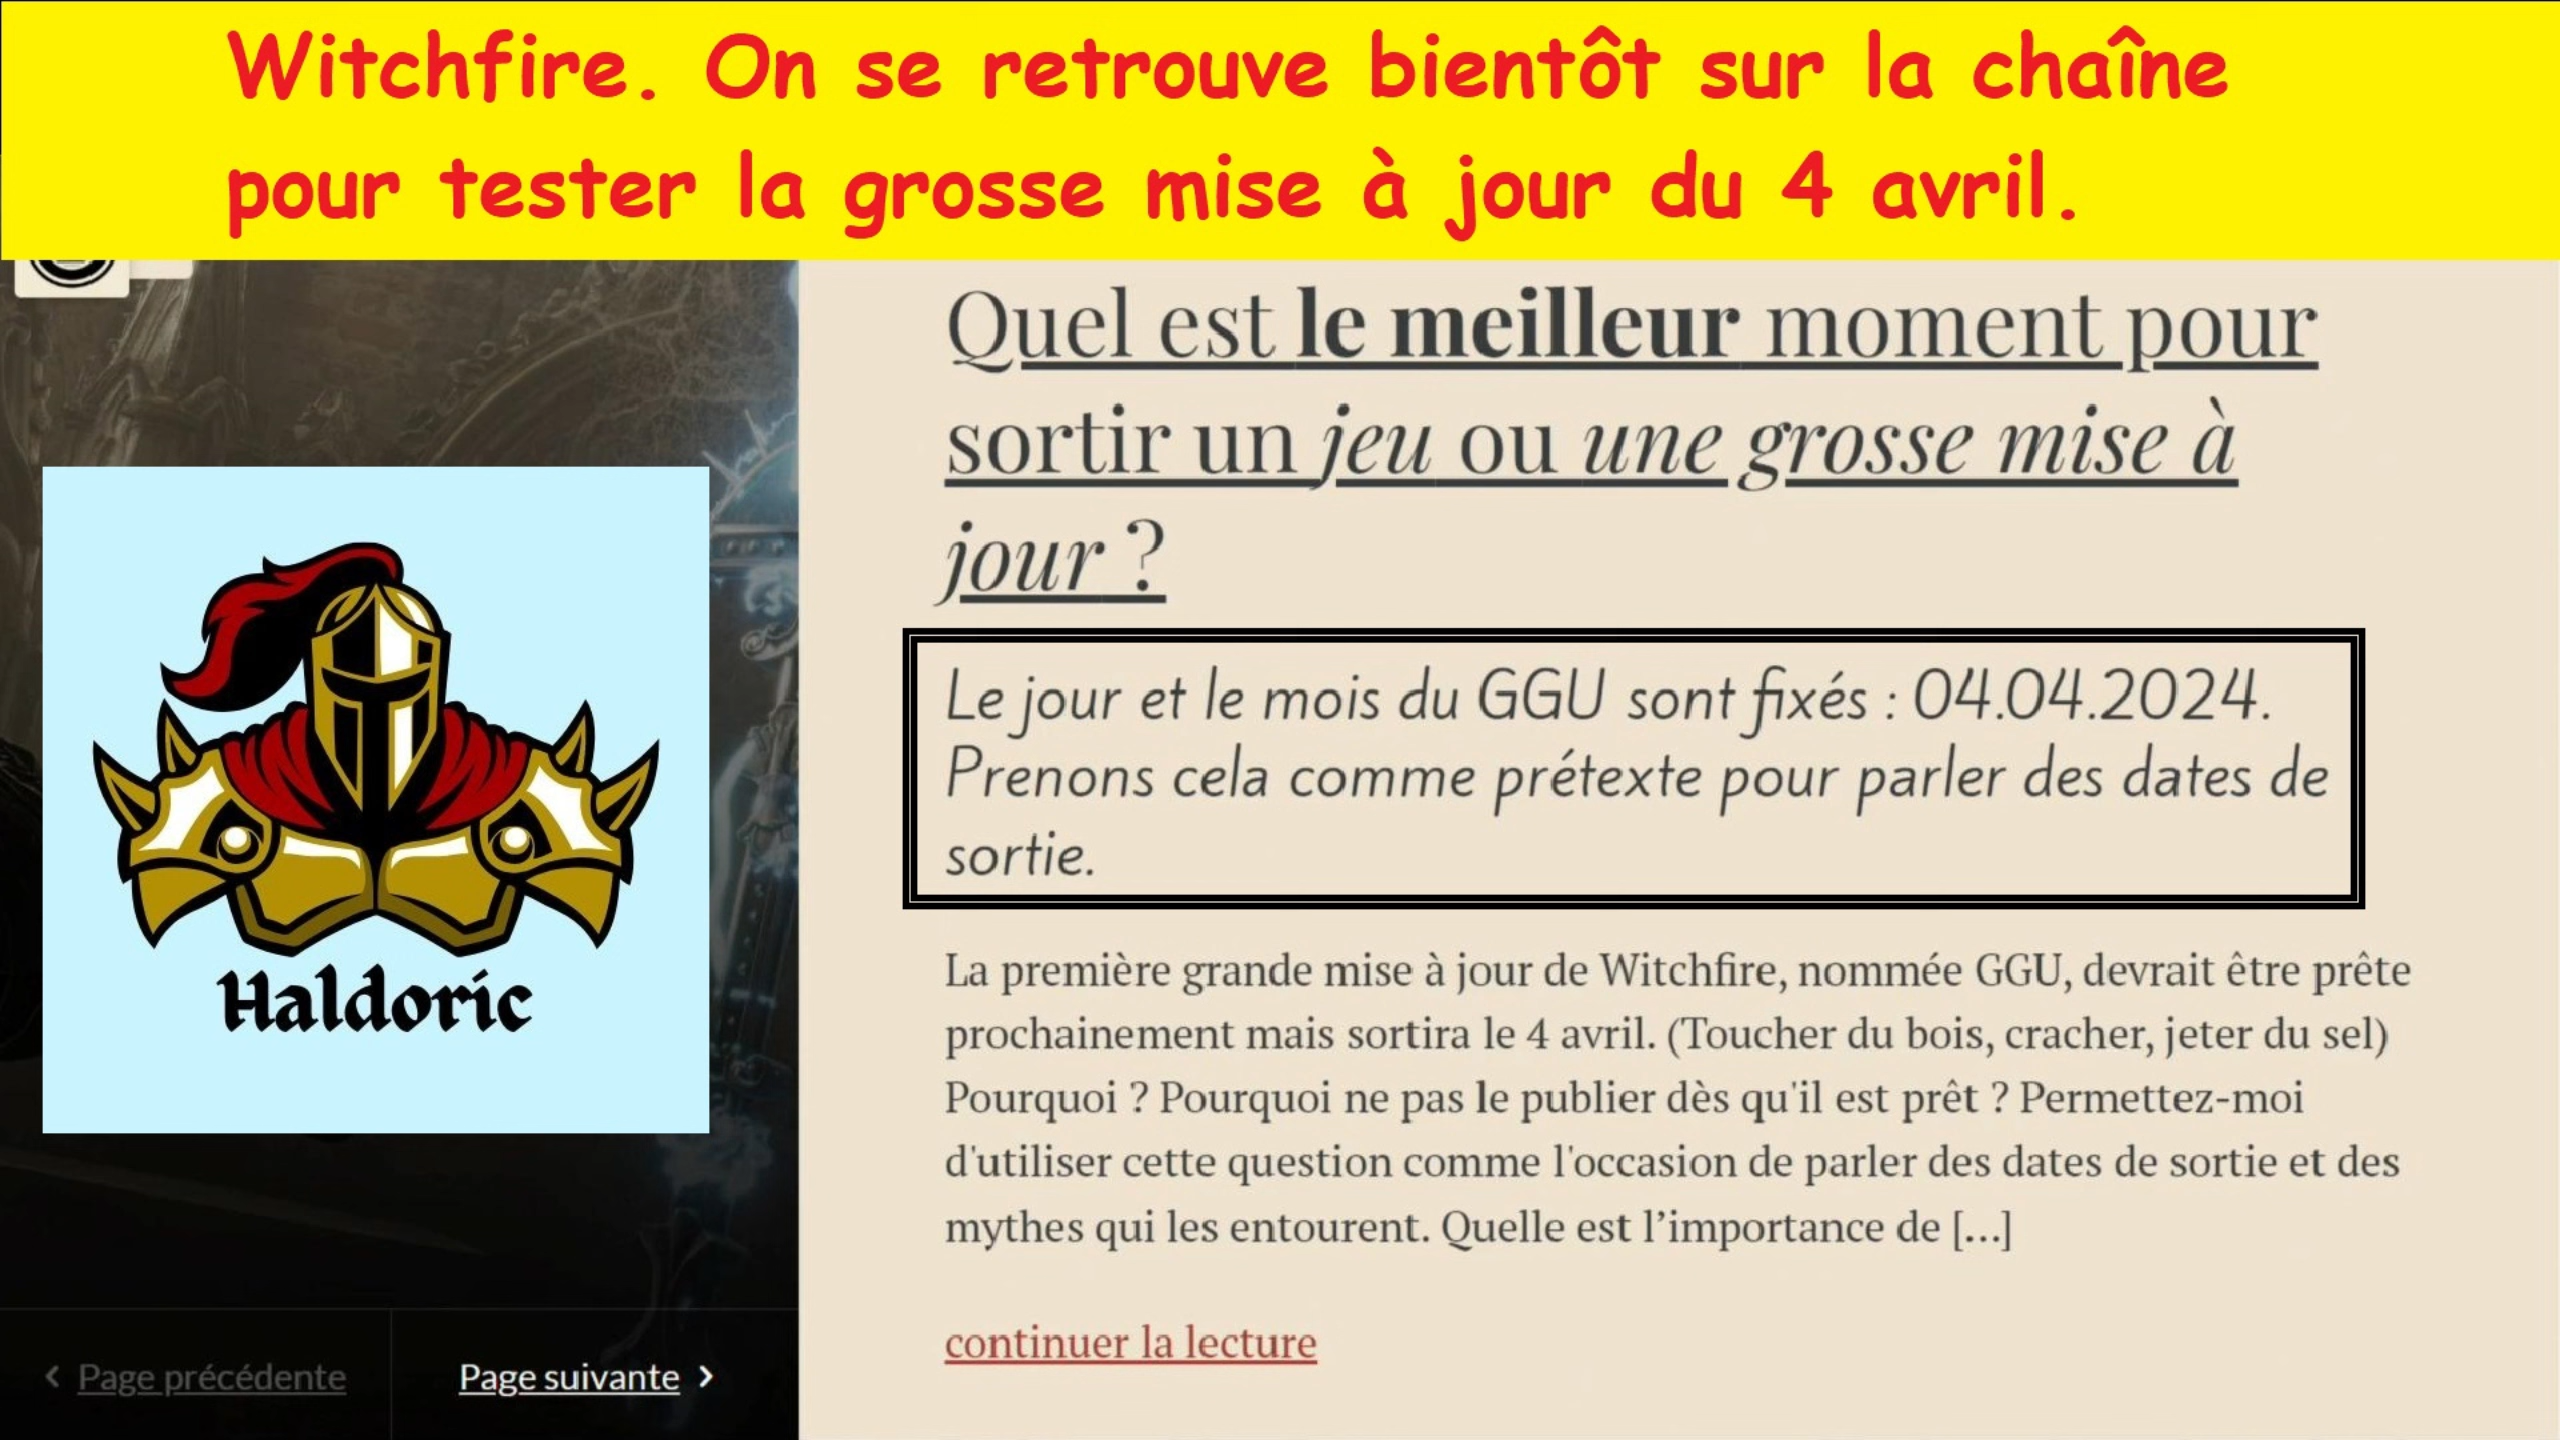 Witchfire. On se retrouve bientôt sur la chaîne
pour tester la grosse mise à jour du 4 avril.
Quel est le meilleur moment pour
sortir un jeu ou une grosse mise à
jour ?
Le jour et le mois du GGU sont fixés : 04.04.2024.
Prenons cela comme prétexte pour parler des dates de
sortie.
La première grande mise à jour de Witchfire, nommée GGU, devrait être prête
prochainement mais sortira le 4 avril. (Toucher du bois, cracher, jeter du sel)
Pourquoi ? Pourquoi ne pas le publier dès qu'il est prêt ? Permettez-moi
d'utiliser cette question comme l'occasion de parler des dates de sortie et des
mythes qui les entourent. Quelle est l’importance de [...]
continuer la lecture
Haldoric
Page précédente
Page suivante